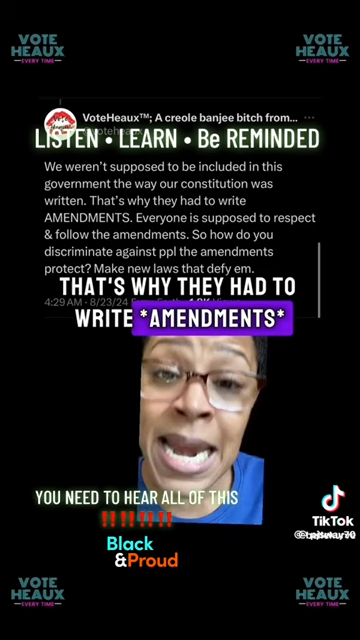 VOTE
HEAUX
EVERY TIME
VOTE
HEAUX
EVERY TIME
VoteHeaux™; A creole banjee bitch from...
LISTEN • LEARN • Be REMINDED
We weren't supposed to be included in this
government the way our constitution was
written. That's why they had to write
AMENDMENTS. Everyone is supposed to respect
& follow the amendments. So how do you
discriminate against ppl the amendments
protect? Make new laws that defy em.
4:29 AM · 8/23/24
THAT'S WHY THEY HAD TO
WRITE *AMENDMENTS*
YOU NEED TO HEAR ALL OF THIS
‼️‼️‼️‼️
Black
&Proud
TikTok
VOTE
HEAUX
EVERY TIME
VOTE
HEAUX
EVERY TIME